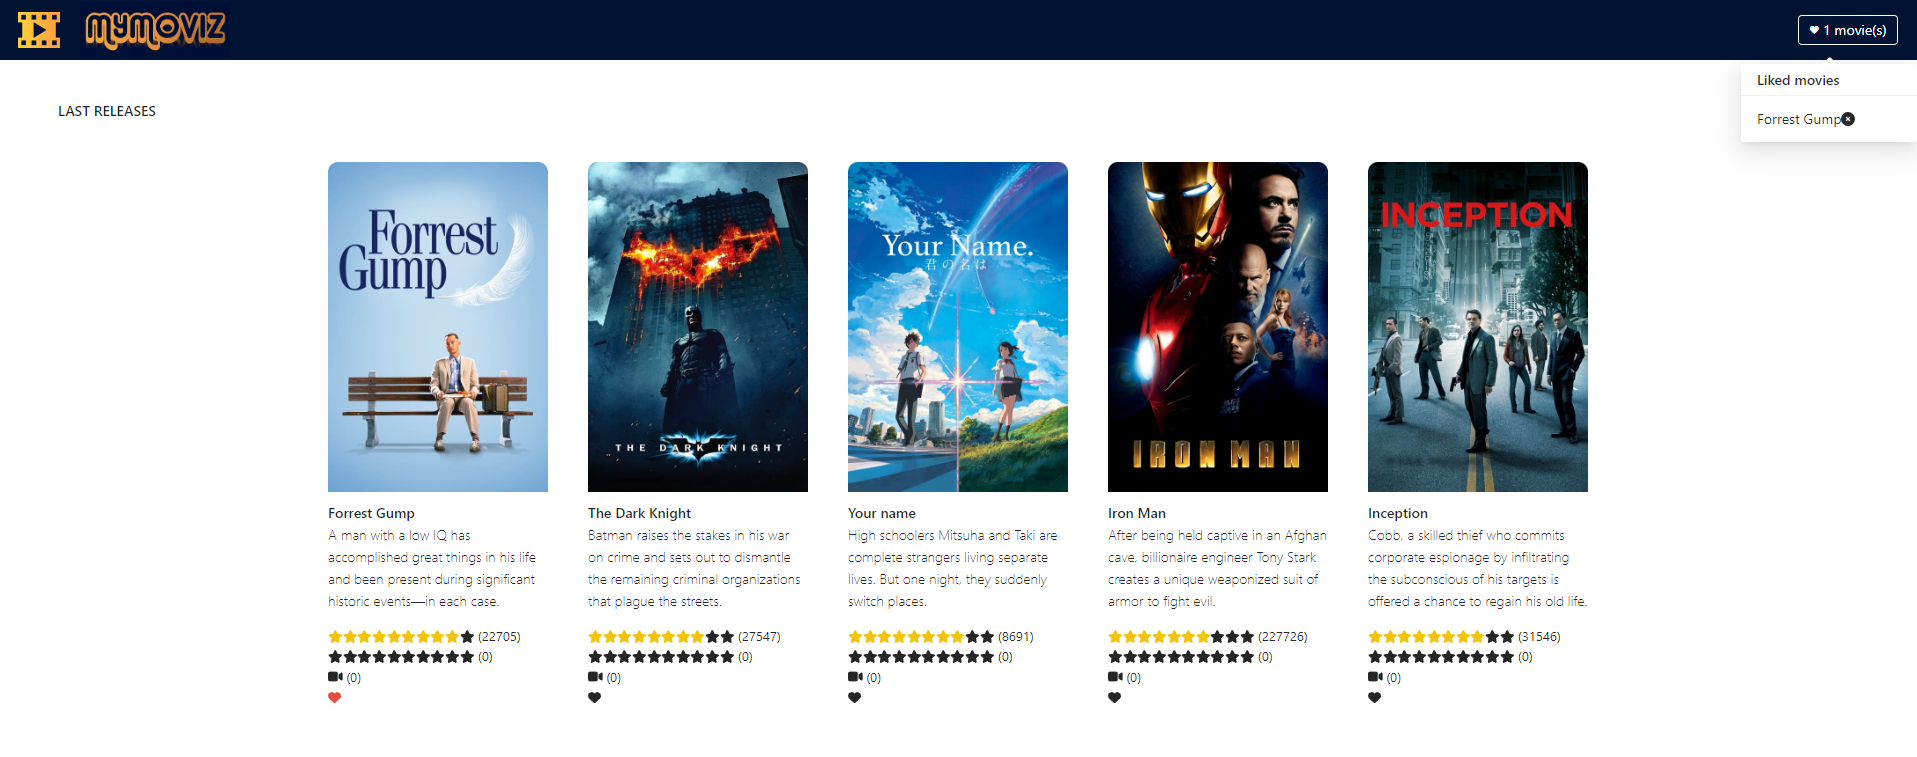 MYMOVIZ
1 movie(s)
Liked movies
Forrest Gump
LAST RELEASES
Forrest
Gump
THE DARK KNIGHT
Your Name.
君の名は
IRON MAN
INCEPTION
Forrest Gump
A man with a low IQ has
accomplished great things in his life
and been present during significant
historic events—in each case.
(22705)
(0)
(0)
The Dark Knight
Batman raises the stakes in his war
on crime and sets out to dismantle
the remaining criminal organizations
that plague the streets.
(27547)
(0)
(0)
Your name
High schoolers Mitsuha and Taki are
complete strangers living separate
lives. But one night, they suddenly
switch places.
(8691)
(0)
(0)
Iron Man
After being held captive in an Afghan
cave, billionaire engineer Tony Stark
creates a unique weaponized suit of
armor to fight evil.
(227726)
(0)
(0)
Inception
Cobb, a skilled thief who commits
corporate espionage by infiltrating
the subconscious of his targets is
offered a chance to regain his old life.
(31546)
(0)
(0)